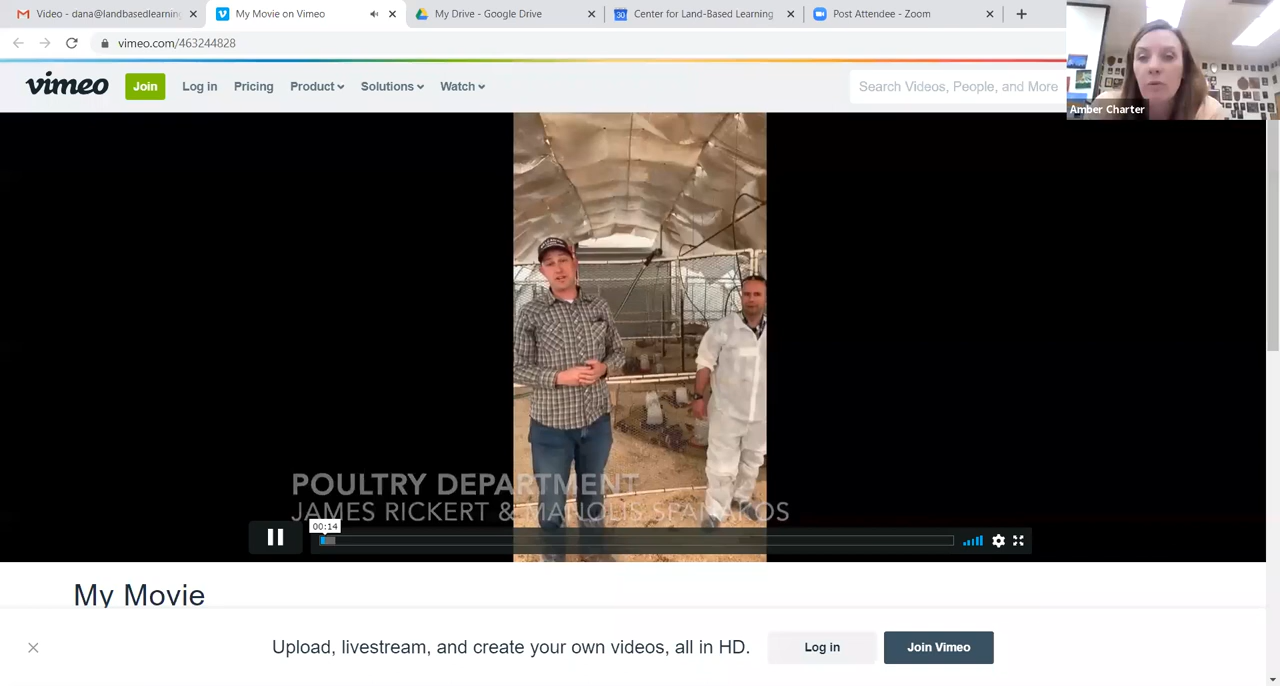 Video - dana@landbasedlearning
My Movie on Vimeo
My Drive - Google Drive
30
Center for Land-Based Learning
Post Attendee - Zoom
vimeo.com/463244828
vimeo
Join
Log in
Pricing
Product
Solutions
Watch
Search Videos, People, and More
Amber Charter
POULTRY DEPARTMENT
JAMES RICKERT & MANOLIS SPANAKOS
00:14
My Movie
Upload, livestream, and create your own videos, all in HD.
Log in
Join Vimeo